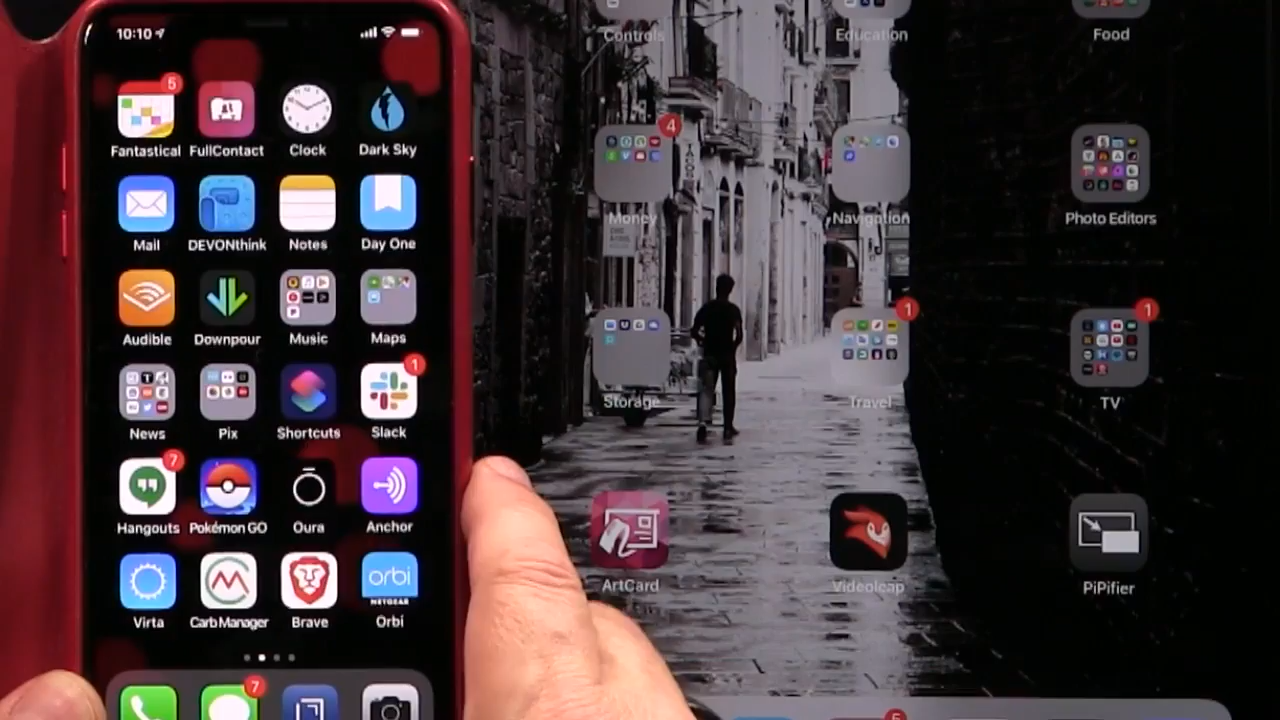 10:10
5
Fantastical FullContact Clock Dark Sky
Mail DEVONthink Notes Day One
Audible Downpour Music Maps
1
News Pix Shortcuts Slack
7
Hangouts Pokémon GO Oura Anchor
orbi
NETGEAR
Virta Carb Manager Brave Orbi
7
Controls Education Food
4
Money Navigation Photo Editors
1 1
Storage Travel TV
ArtCard Videoleap PiPifier
5